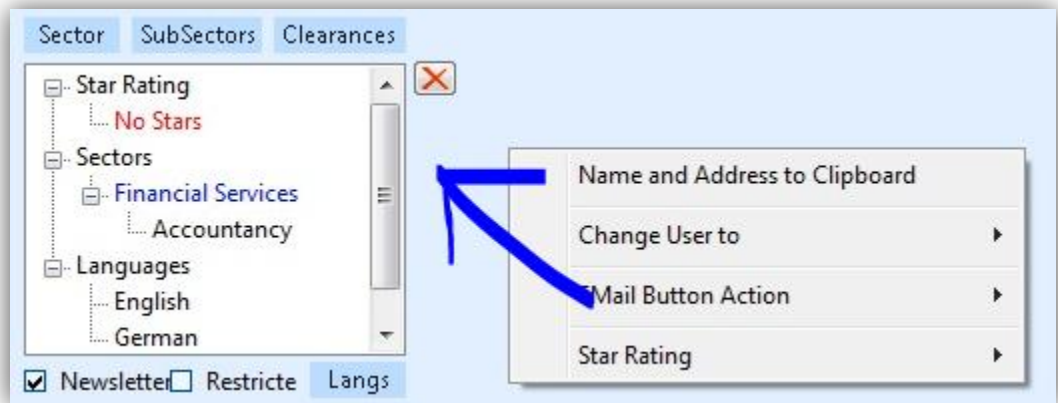 Sector SubSectors Clearances
Star Rating
No Stars
Sectors
Financial Services
Accountancy
Languages
English
German
Newsletter Restricte Langs
Name and Address to Clipboard
Change User to
EMail Button Action
Star Rating